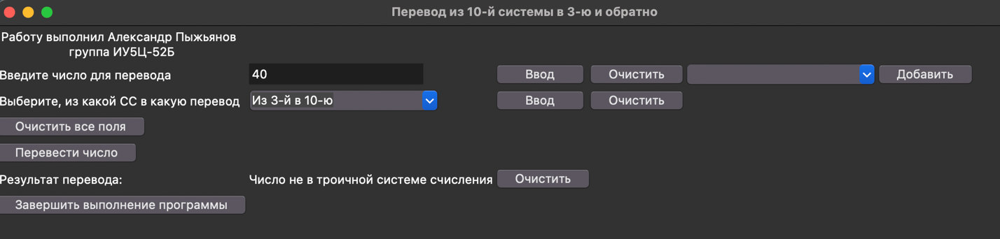 Перевод из 10-й системы в 3-ю и обратно
Работу выполнил Александр Пыжьянов
группа ИУ5Ц-52Б
Введите число для перевода 40 Ввод Очистить Добавить
Выберите, из какой СС в какую перевод Из 3-й в 10-ю Ввод Очистить
Очистить все поля
Перевести число
Результат перевода: Число не в троичной системе счисления Очистить
Завершить выполнение программы